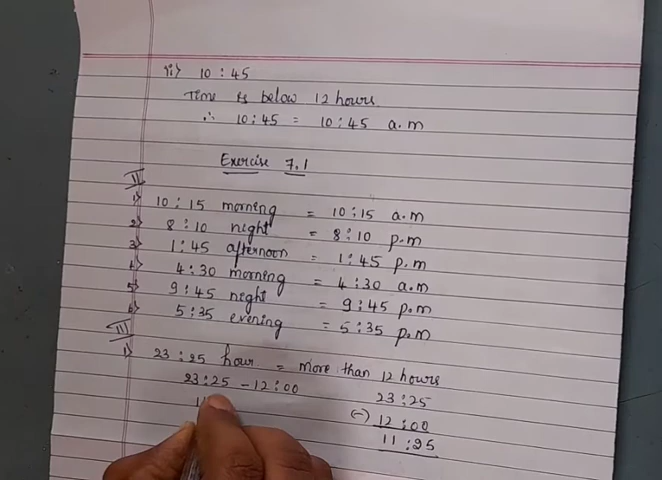 ii) 10 : 45
Time is below 12 hours.
∴ 10:45 = 10:45 a.m
Exercise 7.1
II
1) 10 : 15 morning = 10:15 a.m
2) 8 : 10 night = 8:10 p.m
3) 1 : 45 afternoon = 1:45 p.m
4) 4 : 30 morning = 4:30 a.m
5) 9 : 45 night = 9:45 p.m
6) 5 : 35 evening = 5:35 p.m
III
1) 23 : 25 hour = more than 12 hours
23:25 - 12:00
23:25
(-) 12:00
11:25